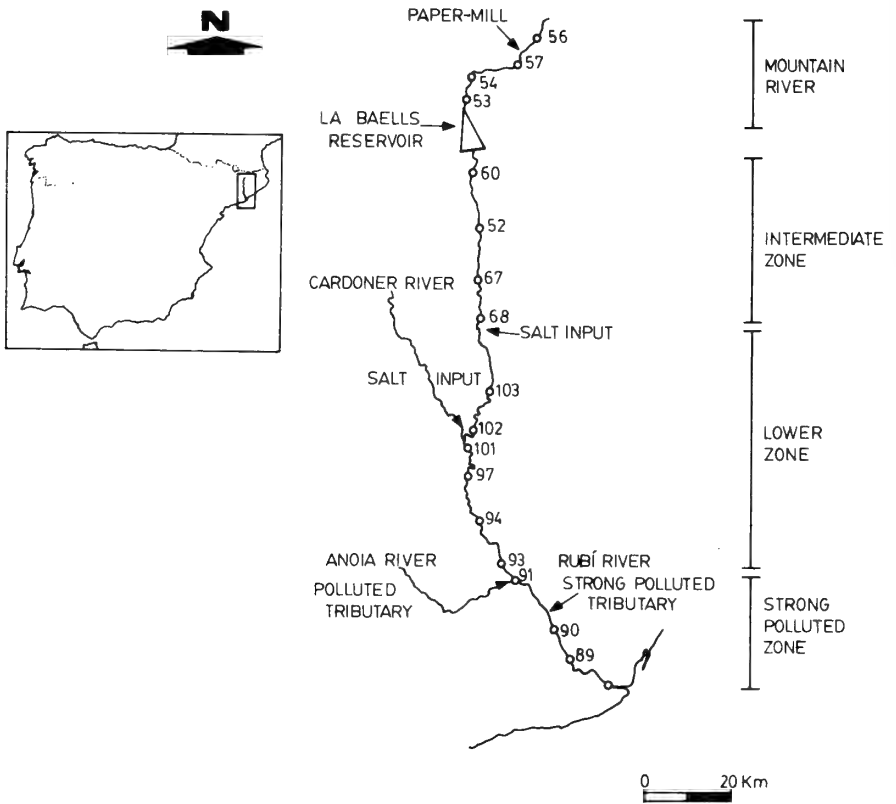 N
PAPER-MILL
56
57
54
53
LA BAELLS
RESERVOIR
60
52
67
CARDONER RIVER
68
SALT INPUT
SALT INPUT
103
102
101
97
94
93
ANOIA RIVER
91
POLLUTED
TRIBUTARY
RUBÍ RIVER
STRONG POLLUTED
TRIBUTARY
90
89
MOUNTAIN
RIVER
INTERMEDIATE
ZONE
LOWER
ZONE
STRONG
POLLUTED
ZONE
0 20 Km